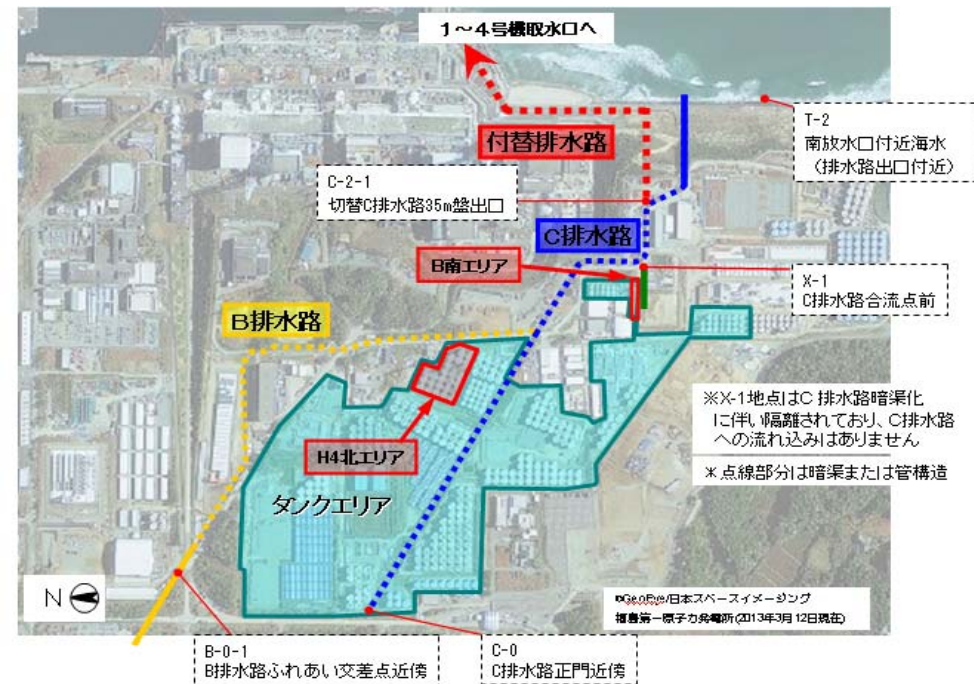 1～4号機取水口へ
付替排水路
T-2
南放水口付近海水
（排水路出口付近）
C-2-1
切替C排水路35m盤出口
C排水路
B南エリア
X-1
C排水路合流点前
B排水路
※X-1地点はC 排水路暗渠化
に伴い隔離されており、C排水路
への流れ込みはありません
H4北エリア
＊点線部分は暗渠または管構造
タンクエリア
N
©GeoEye/日本スペースイメージング
福島第一原子力発電所(2013年3月12日現在)
B-0-1
B排水路ふれあい交差点近傍
C-0
C排水路正門近傍